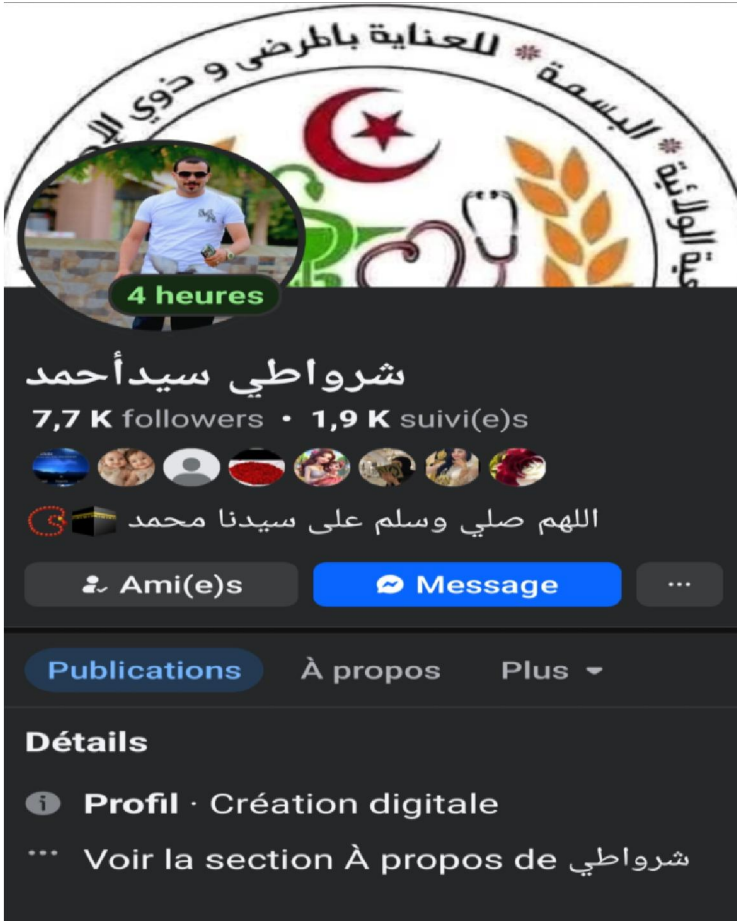 الولائية * البسمة * للعناية بالمرضى و ذوي
4 heures
شرواطي سيدأحمد
7,7 K followers • 1,9 K suivi(e)s
اللهم صلي وسلم على سيدنا محمد 🕋📿
Ami(e)s
Message
Publications
À propos
Plus
Détails
Profil · Création digitale
Voir la section À propos de شرواطي